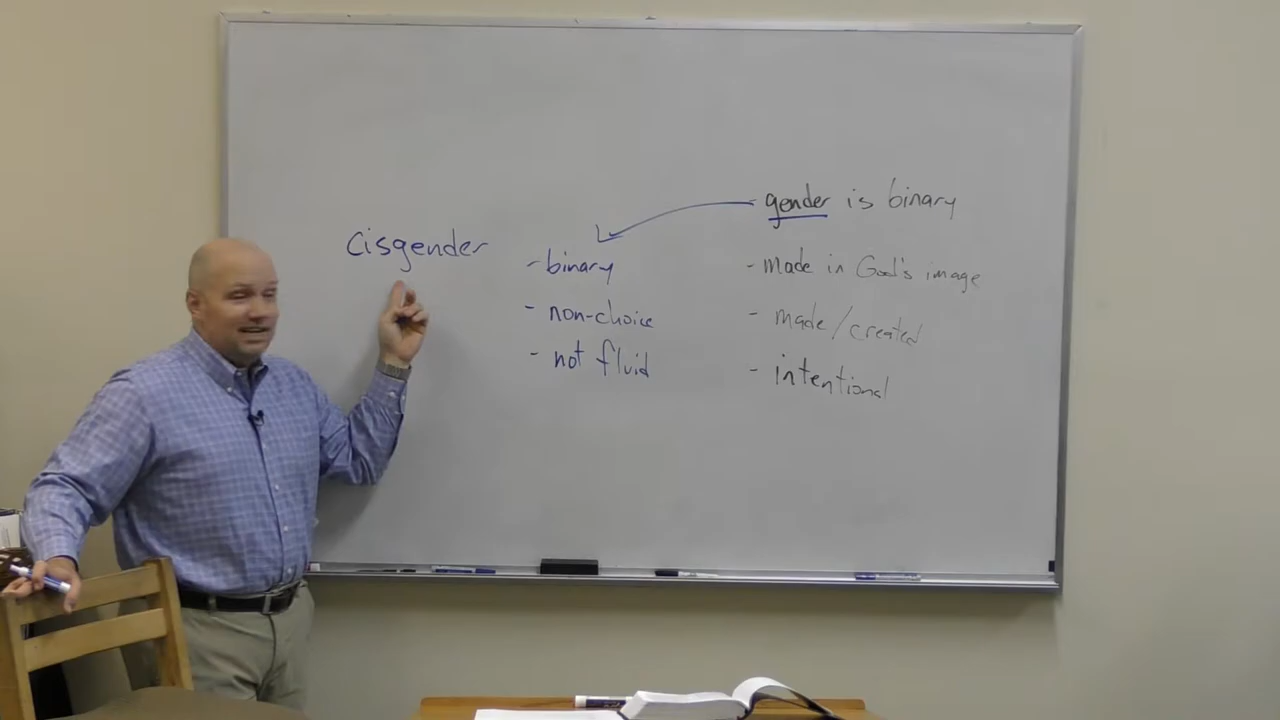 cisgender
- binary
- non-choice
- not fluid
gender is binary
- made in God's image
- made/created
- intentional